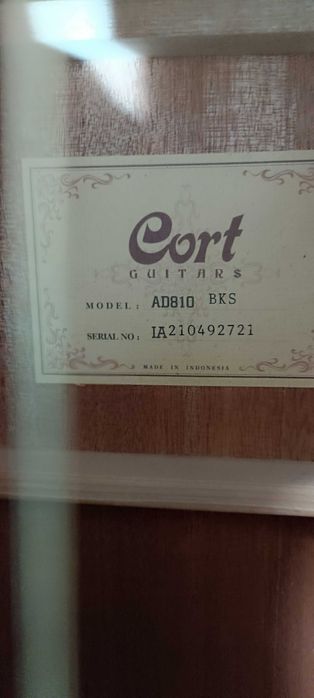 Cort
GUITARS
MODEL : AD810 BKS
SERIAL NO : IA210492721
MADE IN INDONESIA